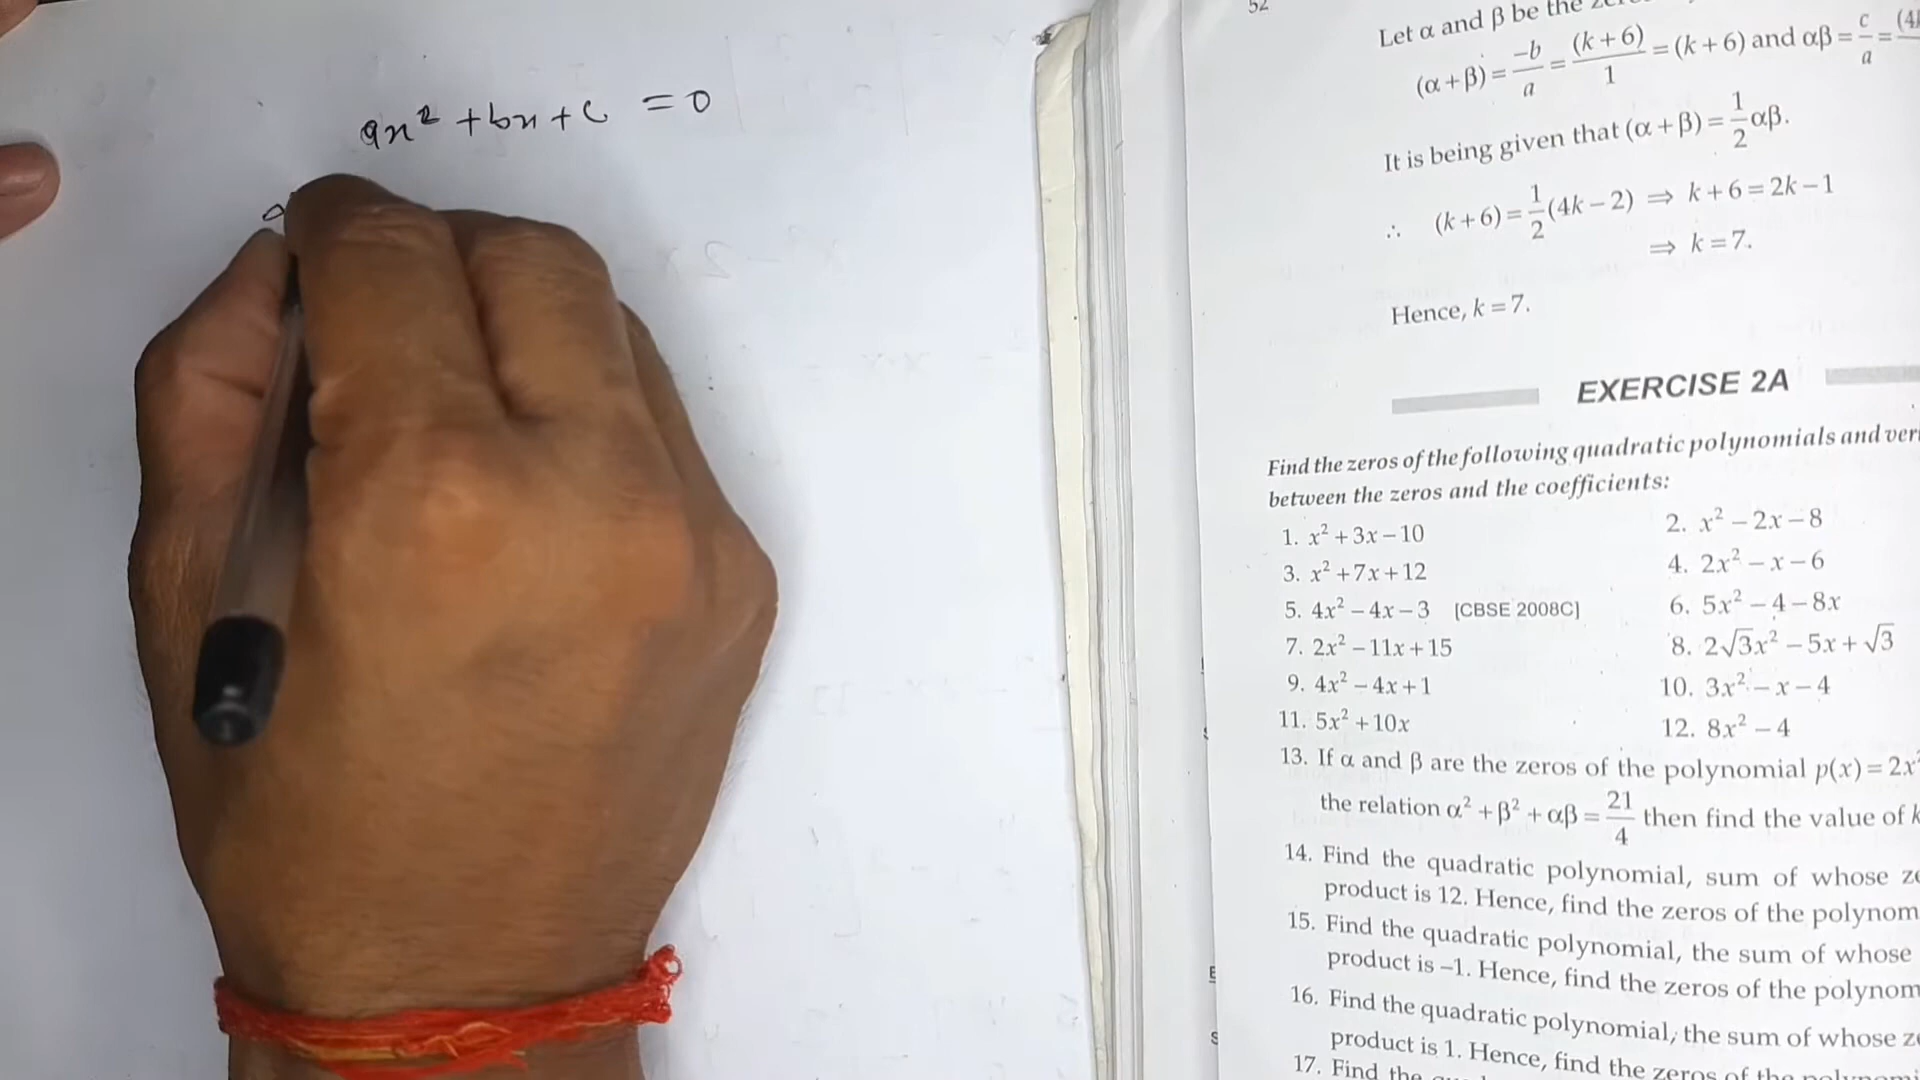 ax² + bx + c = 0
52
Let α and β be the
(α + β) = −b/a = (k + 6)/1 = (k + 6) and αβ = c/a =
It is being given that (α + β) = 1/2 αβ.
∴ (k + 6) = 1/2 (4k − 2) ⇒ k + 6 = 2k − 1
⇒ k = 7.
Hence, k = 7.
EXERCISE 2A
Find the zeros of the following quadratic polynomials and
between the zeros and the coefficients:
1. x² + 3x − 10 2. x² − 2x − 8
3. x² + 7x + 12 4. 2x² − x − 6
5. 4x² − 4x − 3 [CBSE 2008C] 6. 5x² − 4 − 8x
7. 2x² − 11x + 15 8. 2√3x² − 5x + √3
9. 4x² − 4x + 1 10. 3x² − x − 4
11. 5x² + 10x 12. 8x² − 4
13. If α and β are the zeros of the polynomial p(x) = 2x²
the relation α² + β² + αβ = 21/4 then find the value of k
14. Find the quadratic polynomial, sum of whose
product is 12. Hence, find the zeros of the polynom
15. Find the quadratic polynomial, the sum of whose
product is −1. Hence, find the zeros of the polynom
16. Find the quadratic polynomial, the sum of whose
product is 1. Hence, find the zeros of the
17. Find the